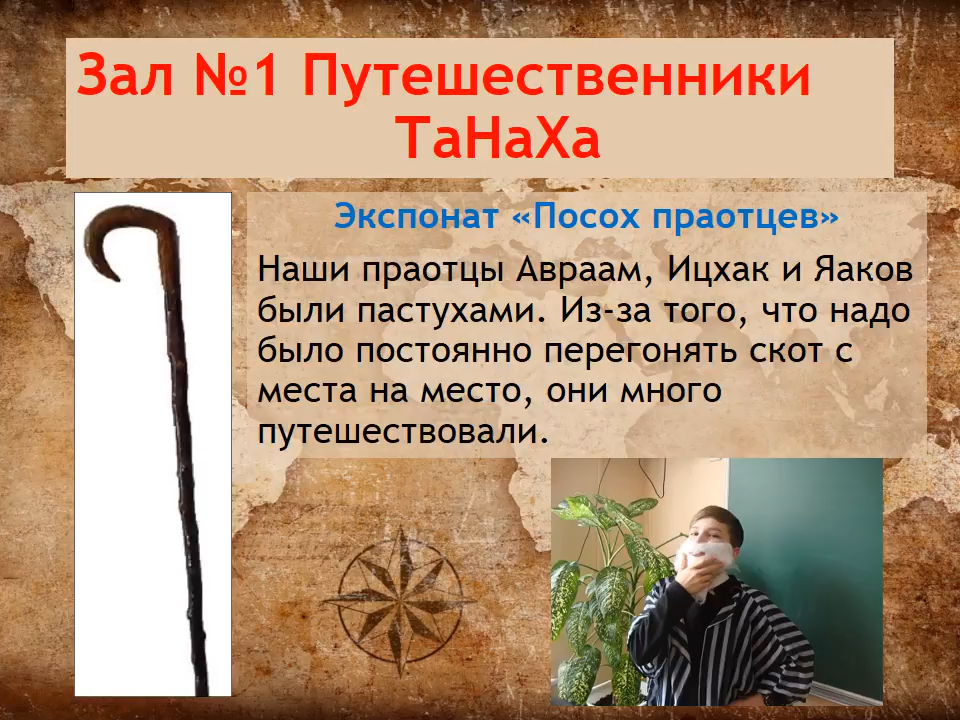 Зал №1 Путешественники
ТаНаХа
Экспонат «Посох праотцев»
Наши праотцы Авраам, Ицхак и Яаков
были пастухами. Из-за того, что надо
было постоянно перегонять скот с
места на место, они много
путешествовали.